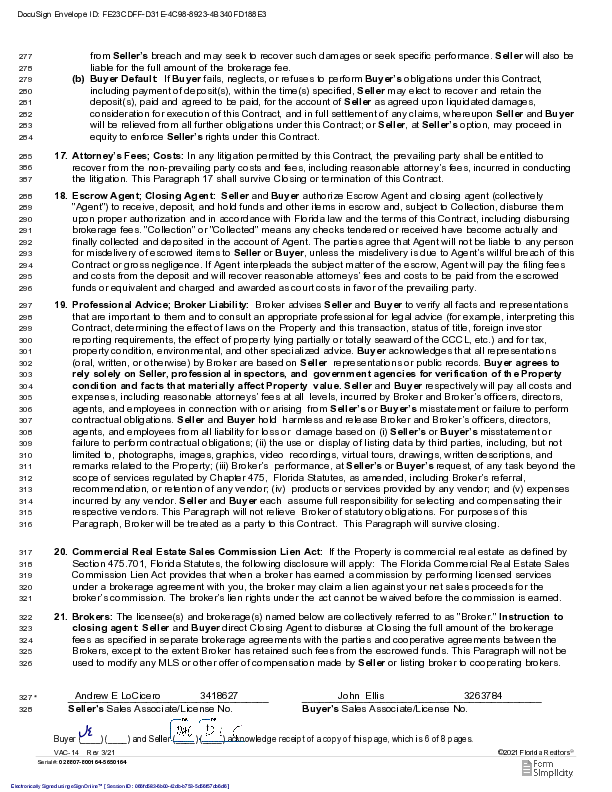 DocuSign Envelope ID: FE23CDFF-D31E-4C98-8923-4B340FD188E3
277 from Seller's breach and may seek to recover such damages or seek specific performance. Seller will also be
278 liable for the full amount of the brokerage fee.
279 (b) Buyer Default: If Buyer fails, neglects, or refuses to perform Buyer's obligations under this Contract,
280 including payment of deposit(s), within the time(s) specified, Seller may elect to recover and retain the
281 deposit(s), paid and agreed to be paid, for the account of Seller as agreed upon liquidated damages,
282 consideration for execution of this Contract, and in full settlement of any claims, whereupon Seller and Buyer
283 will be relieved from all further obligations under this Contract; or Seller, at Seller's option, may proceed in
284 equity to enforce Seller's rights under this Contract.
285 17. Attorney's Fees; Costs: In any litigation permitted by this Contract, the prevailing party shall be entitled to
286 recover from the non-prevailing party costs and fees, including reasonable attorney's fees, incurred in conducting
287 the litigation. This Paragraph 17 shall survive Closing or termination of this Contract.
288 18. Escrow Agent; Closing Agent: Seller and Buyer authorize Escrow Agent and closing agent (collectively
289 "Agent") to receive, deposit, and hold funds and other items in escrow and, subject to Collection, disburse them
290 upon proper authorization and in accordance with Florida law and the terms of this Contract, including disbursing
291 brokerage fees. "Collection" or "Collected" means any checks tendered or received have become actually and
292 finally collected and deposited in the account of Agent. The parties agree that Agent will not be liable to any person
293 for misdelivery of escrowed items to Seller or Buyer, unless the misdelivery is due to Agent's willful breach of this
294 Contract or gross negligence. If Agent interpleads the subject matter of the escrow, Agent will pay the filing fees
295 and costs from the deposit and will recover reasonable attorneys' fees and costs to be paid from the escrowed
296 funds or equivalent and charged and awarded as court costs in favor of the prevailing party.
297 19. Professional Advice; Broker Liability: Broker advises Seller and Buyer to verify all facts and representations
298 that are important to them and to consult an appropriate professional for legal advice (for example, interpreting this
299 Contract, determining the effect of laws on the Property and this transaction, status of title, foreign investor
300 reporting requirements, the effect of property lying partially or totally seaward of the CCCL, etc.) and for tax,
301 property condition, environmental, and other specialized advice. Buyer acknowledges that all representations
302 (oral, written, or otherwise) by Broker are based on Seller representations or public records. Buyer agrees to
303 rely solely on Seller, professional inspectors, and government agencies for verification of the Property
304 condition and facts that materially affect Property value. Seller and Buyer respectively will pay all costs and
305 expenses, including reasonable attorneys' fees at all levels, incurred by Broker and Broker's officers, directors,
306 agents, and employees in connection with or arising from Seller's or Buyer's misstatement or failure to perform
307 contractual obligations. Seller and Buyer hold harmless and release Broker and Broker's officers, directors,
308 agents, and employees from all liability for loss or damage based on (i) Seller's or Buyer's misstatement or
309 failure to perform contractual obligations; (ii) the use or display of listing data by third parties, including, but not
310 limited to, photographs, images, graphics, video recordings, virtual tours, drawings, written descriptions, and
311 remarks related to the Property; (iii) Broker's performance, at Seller's or Buyer's request, of any task beyond the
312 scope of services regulated by Chapter 475, Florida Statutes, as amended, including Broker's referral,
313 recommendation, or retention of any vendor; (iv) products or services provided by any vendor; and (v) expenses
314 incurred by any vendor. Seller and Buyer each assume full responsibility for selecting and compensating their
315 respective vendors. This Paragraph will not relieve Broker of statutory obligations. For purposes of this
316 Paragraph, Broker will be treated as a party to this Contract. This Paragraph will survive closing.
317 20. Commercial Real Estate Sales Commission Lien Act: If the Property is commercial real estate as defined by
318 Section 475.701, Florida Statutes, the following disclosure will apply: The Florida Commercial Real Estate Sales
319 Commission Lien Act provides that when a broker has earned a commission by performing licensed services
320 under a brokerage agreement with you, the broker may claim a lien against your net sales proceeds for the
321 broker's commission. The broker's lien rights under the act cannot be waived before the commission is earned.
322 21. Brokers: The licensee(s) and brokerage(s) named below are collectively referred to as "Broker." Instruction to
323 closing agent: Seller and Buyer direct Closing Agent to disburse at Closing the full amount of the brokerage
324 fees as specified in separate brokerage agreements with the parties and cooperative agreements between the
325 Brokers, except to the extent Broker has retained such fees from the escrowed funds. This Paragraph will not be
326 used to modify any MLS or other offer of compensation made by Seller or listing broker to cooperating brokers.
327 * Andrew E LoCicero 3418627 John Ellis 3263784
328 Seller's Sales Associate/License No. Buyer's Sales Associate/License No.
Buyer (____) (____) and Seller (____) (____) acknowledge receipt of a copy of this page, which is 6 of 8 pages.
VAC-14 Rev 3/21 ©2021 Florida Realtors®
Serial#: 028607-800164-5650164
Form Simplicity